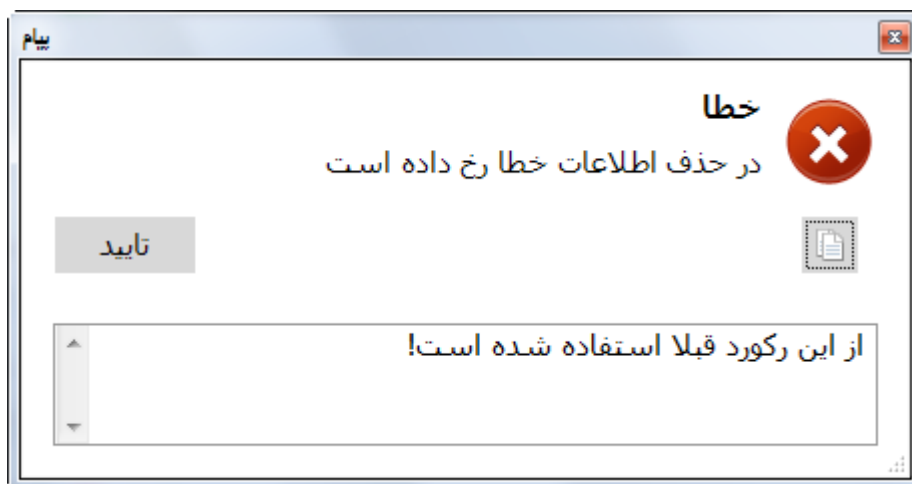 پیام
خطا
در حذف اطلاعات خطا رخ داده است
تایید
از این رکورد قبلا استفاده شده است!